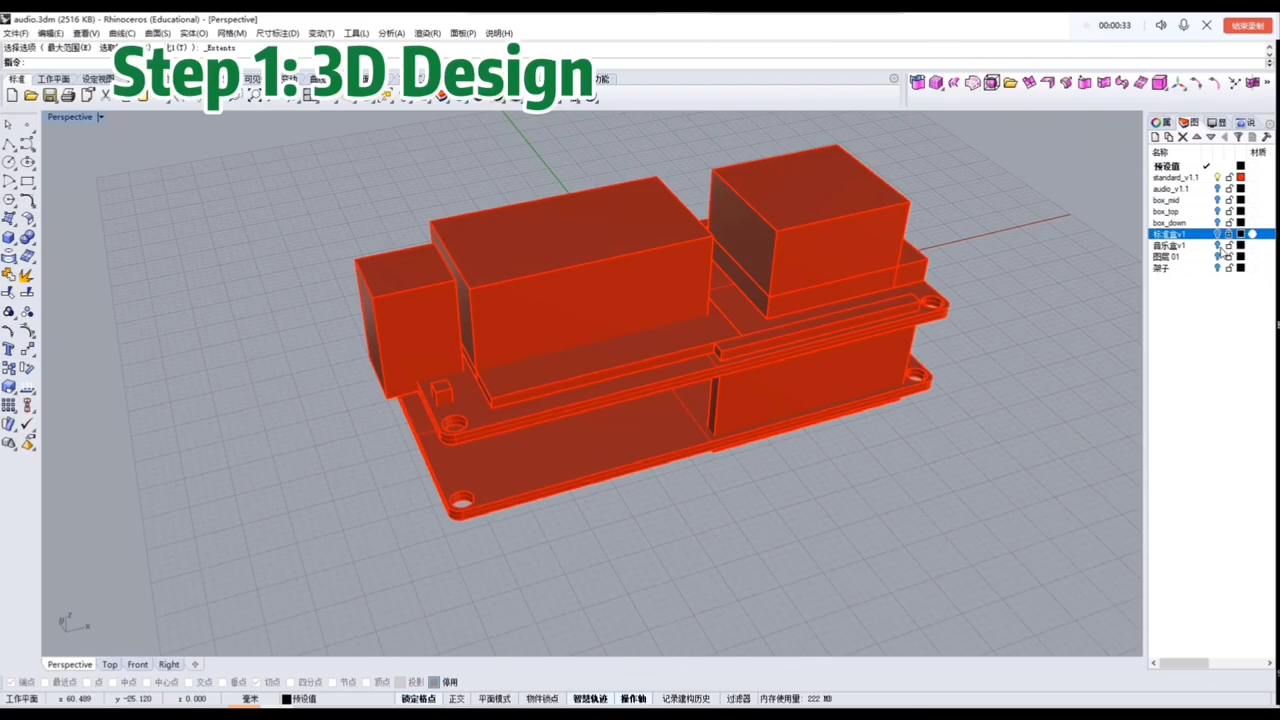 audio.3dm (2516 KB) - Rhinoceros (Educational) - [Perspective]
文件(F) 编辑(E) 查看(V) 曲线(C) 曲面(S) 实体(O) 网格(M) 尺寸标注(D) 变动(T) 工具(L) 分析(A) 渲染(R) 面板(P) 说明(H)
00:00:33
结束录制
_Extents
指令:
Step 1: 3D Design
标准 工作平面 设定视图
Perspective
名称 材质
预设值
standard_v1.1
audio_v1.1
box_mid
box_top
box_down
标准盒v1
音乐盒v1
图层 01
架子
z
x
Perspective Top Front Right
端点 最近点 点 中点 中心点 交点 垂点 切点 四分点 节点 顶点 投影 停用
工作平面 x 60.489 y -25.120 z 0.000 毫米 预设值 锁定格点 正交 平面模式 物件锁点 智慧轨迹 操作轴 记录建构历史 过滤器 内存使用量: 222 MB